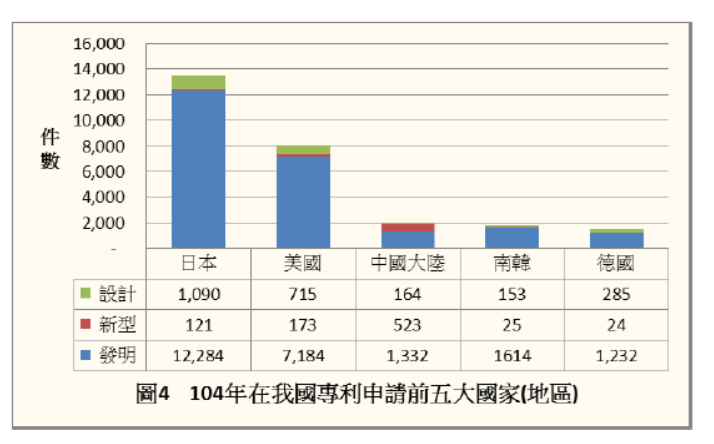 16,000
14,000
12,000
10,000
8,000
6,000
4,000
2,000
-
件數
日本 美國 中國大陸 南韓 德國
設計 1,090 715 164 153 285
新型 121 173 523 25 24
發明 12,284 7,184 1,332 1614 1,232
圖4 104年在我國專利申請前五大國家(地區)